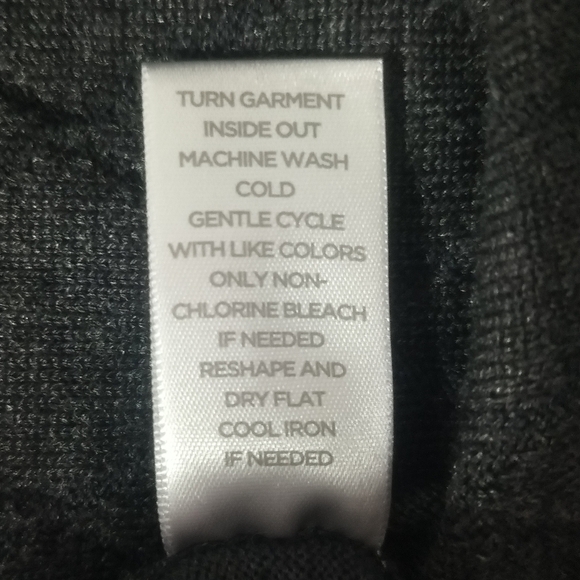 TURN GARMENT
INSIDE OUT
MACHINE WASH
COLD
GENTLE CYCLE
WITH LIKE COLORS
ONLY NON-
CHLORINE BLEACH
IF NEEDED
RESHAPE AND
DRY FLAT
COOL IRON
IF NEEDED